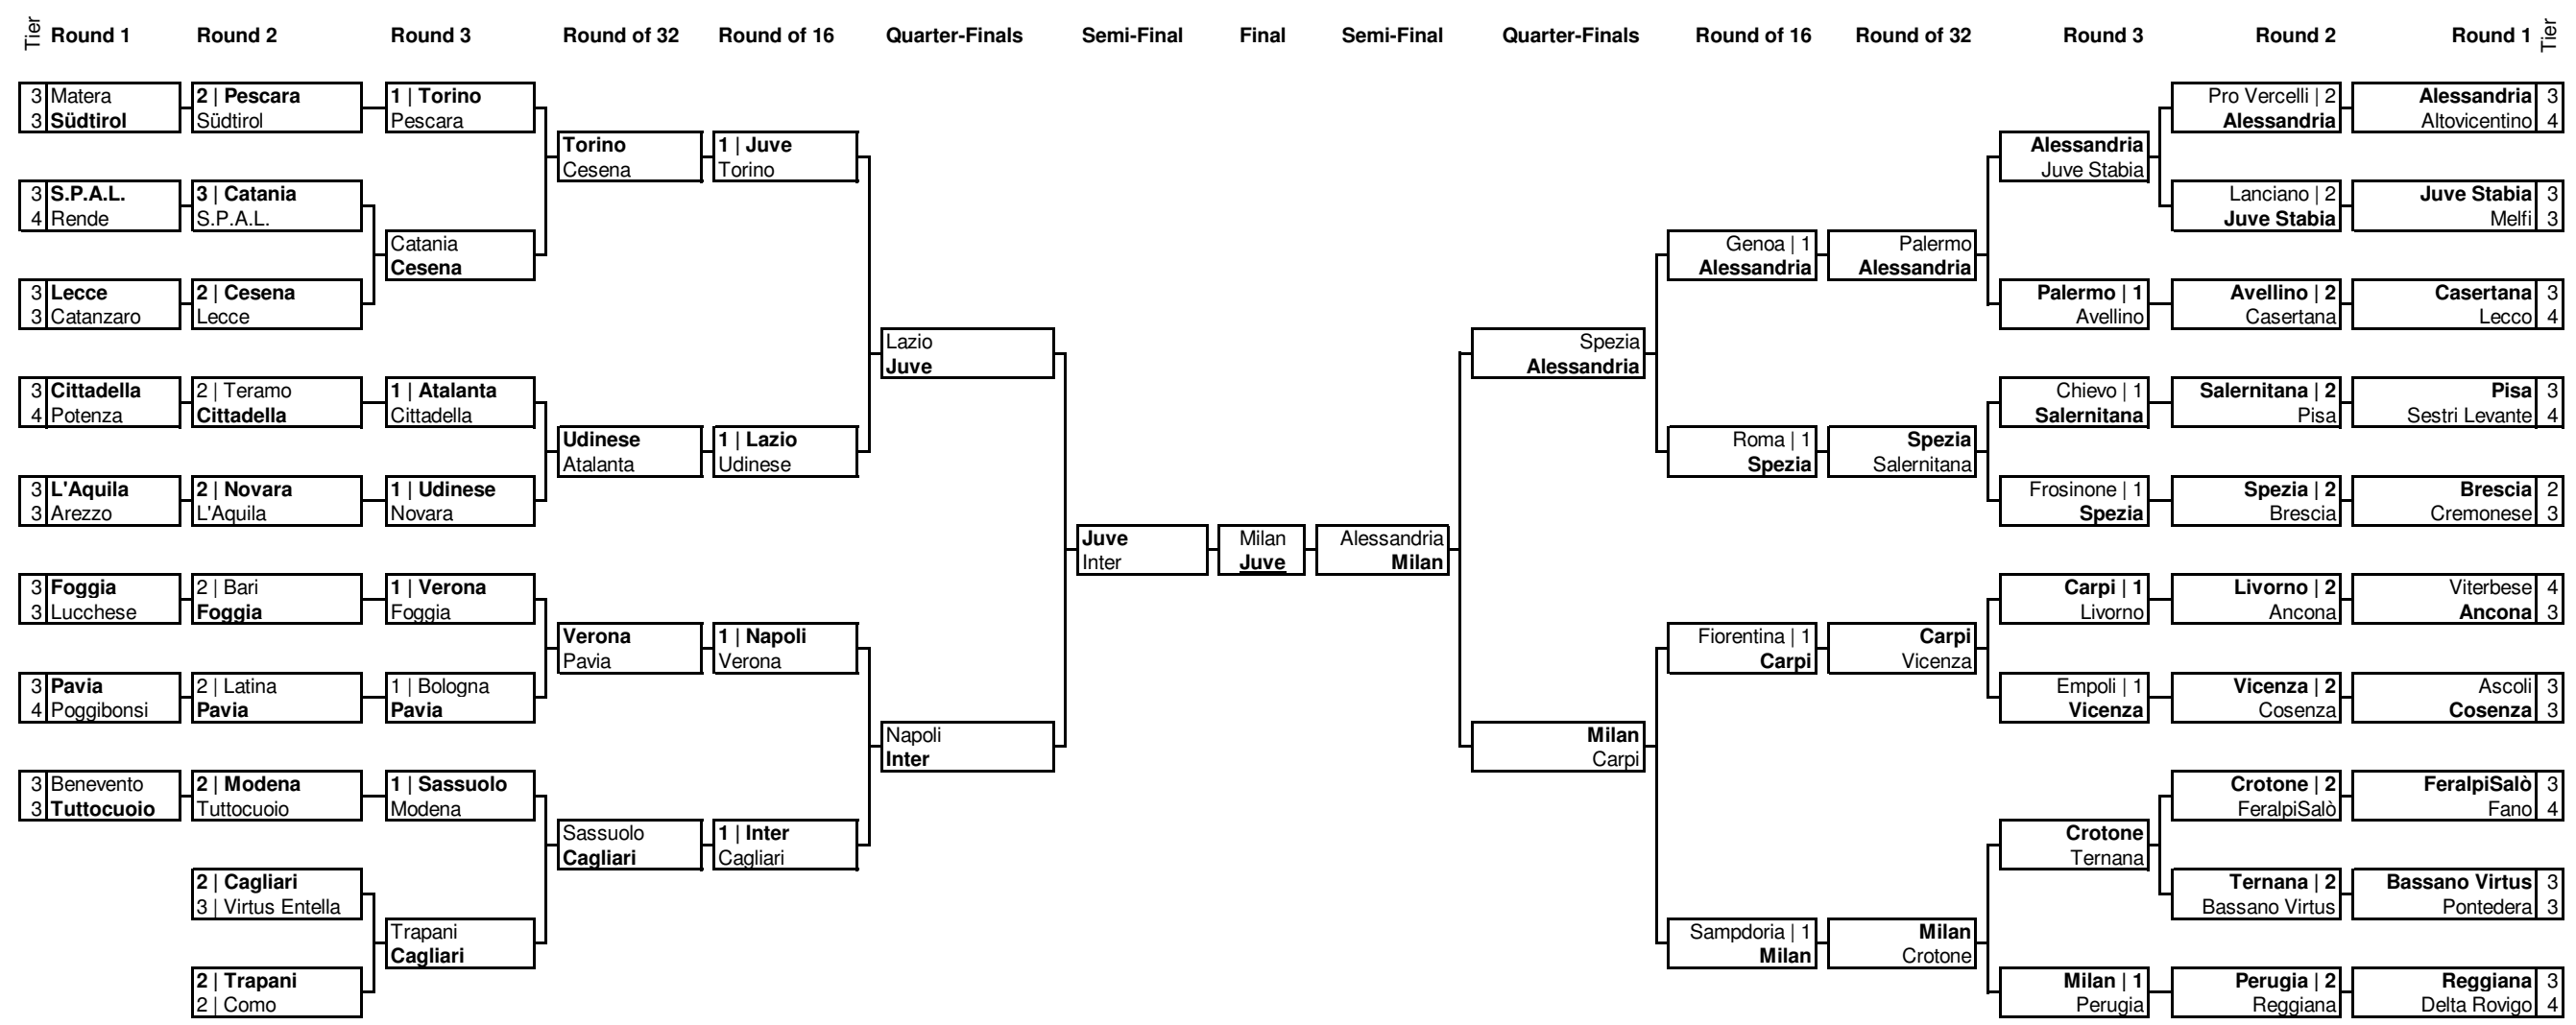 Tier Round 1 Round 2 Round 3 Round of 32 Round of 16 Quarter-Finals Semi-Final Final Semi-Final Quarter-Finals Round of 16 Round of 32 Round 3 Round 2 Round 1 Tier
3 Matera 2 | Pescara 1 | Torino Pro Vercelli | 2 Alessandria 3
3 Südtirol Südtirol Pescara Alessandria Altovicentino 4
Torino 1 | Juve Alessandria
Cesena Torino Juve Stabia
3 S.P.A.L. 3 | Catania Lanciano | 2 Juve Stabia 3
4 Rende S.P.A.L. Juve Stabia Melfi 3
Catania Genoa | 1 Palermo
Cesena Alessandria Alessandria
3 Lecce 2 | Cesena Palermo | 1 Avellino | 2 Casertana 3
3 Catanzaro Lecce Avellino Casertana Lecco 4
Lazio Spezia
Juve Alessandria
3 Cittadella 2 | Teramo 1 | Atalanta Chievo | 1 Salernitana | 2 Pisa 3
4 Potenza Cittadella Cittadella Salernitana Pisa Sestri Levante 4
Udinese 1 | Lazio Roma | 1 Spezia
Atalanta Udinese Spezia Salernitana
3 L'Aquila 2 | Novara 1 | Udinese Frosinone | 1 Spezia | 2 Brescia 2
3 Arezzo L'Aquila Novara Spezia Brescia Cremonese 3
Juve Milan Alessandria
Inter Juve Milan
3 Foggia 2 | Bari 1 | Verona Carpi | 1 Livorno | 2 Viterbese 4
3 Lucchese Foggia Foggia Livorno Ancona Ancona 3
Verona 1 | Napoli Fiorentina | 1 Carpi
Pavia Verona Carpi Vicenza
3 Pavia 2 | Latina 1 | Bologna Empoli | 1 Vicenza | 2 Ascoli 3
4 Poggibonsi Pavia Pavia Vicenza Cosenza Cosenza 3
Napoli Milan
Inter Carpi
3 Benevento 2 | Modena 1 | Sassuolo Crotone | 2 FeralpiSalò 3
3 Tuttocuoio Tuttocuoio Modena FeralpiSalò Fano 4
Sassuolo 1 | Inter Crotone
Cagliari Cagliari Ternana
2 | Cagliari Ternana | 2 Bassano Virtus 3
3 | Virtus Entella Bassano Virtus Pontedera 3
Trapani Sampdoria | 1 Milan
Cagliari Milan Crotone
2 | Trapani Milan | 1 Perugia | 2 Reggiana 3
2 | Como Perugia Reggiana Delta Rovigo 4